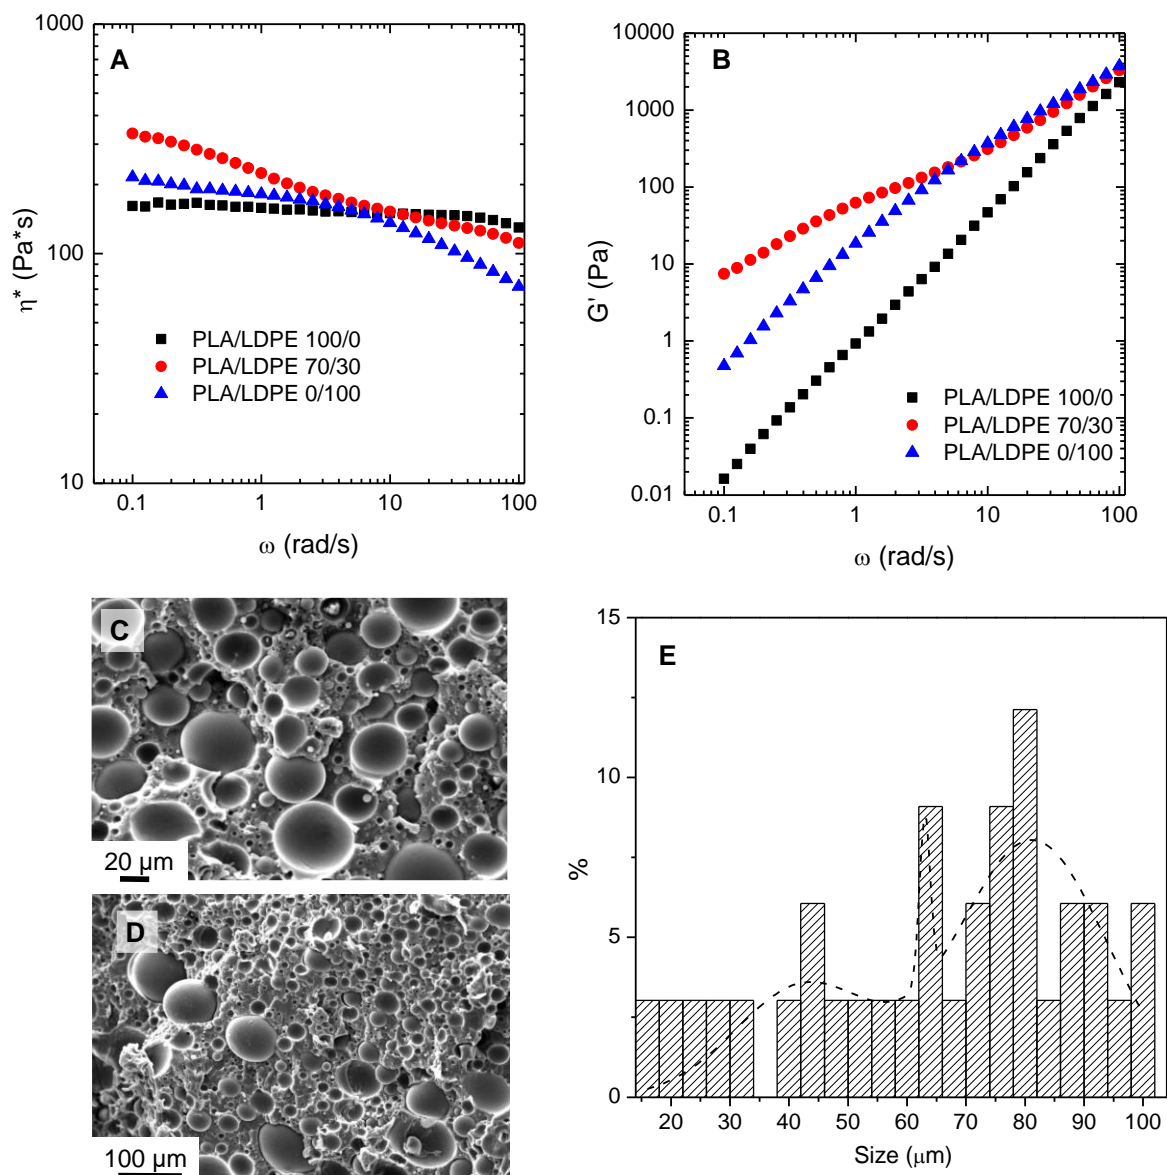 A
1000
100
10
η* (Pa*s)
PLA/LDPE 100/0
PLA/LDPE 70/30
PLA/LDPE 0/100
0.1 1 10 100
ω (rad/s)
B
10000
1000
100
10
1
0.1
0.01
G' (Pa)
PLA/LDPE 100/0
PLA/LDPE 70/30
PLA/LDPE 0/100
0.1 1 10 100
ω (rad/s)
C
20 µm
D
100 µm
E
15
10
5
0
%
20 30 40 50 60 70 80 90 100
Size (µm)